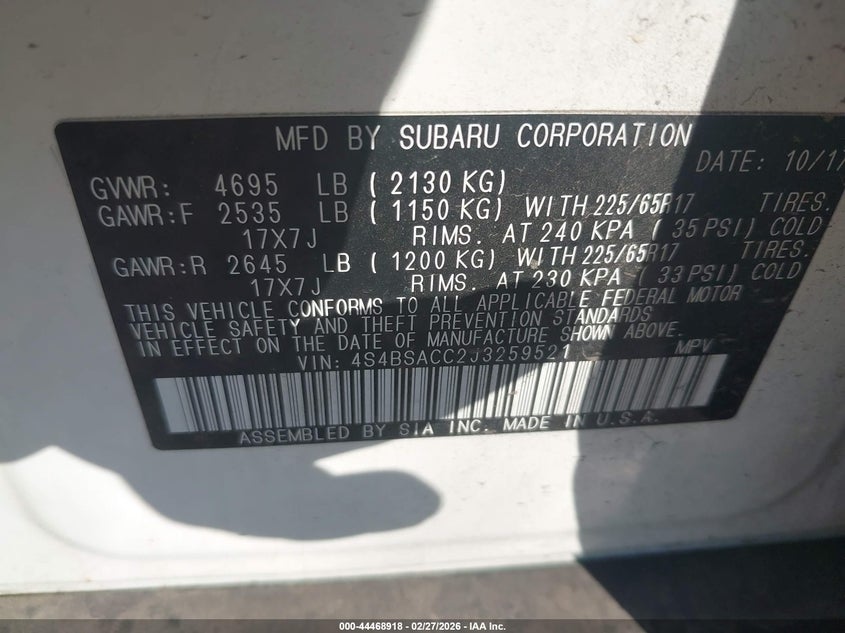 MFD BY SUBARU CORPORATION
DATE: 10/17
GVWR: 4695 LB ( 2130 KG)
GAWR:F 2535 LB ( 1150 KG) WITH 225/65R17 TIRES.
17X7J RIMS. AT 240 KPA ( 35 PSI) COLD
GAWR:R 2645 LB ( 1200 KG) WITH 225/65R17 TIRES.
17X7J RIMS. AT 230 KPA ( 33 PSI) COLD
THIS VEHICLE CONFORMS TO ALL APPLICABLE FEDERAL MOTOR
VEHICLE SAFETY AND THEFT PREVENTION STANDARDS
IN EFFECT ON THE DATE OF MANUFACTURE SHOWN ABOVE.
VIN: 4S4BSACC2J3259521 MPV
ASSEMBLED BY SIA INC. MADE IN U.S.A.
000-44468918 - 02/27/2026 - IAA Inc.